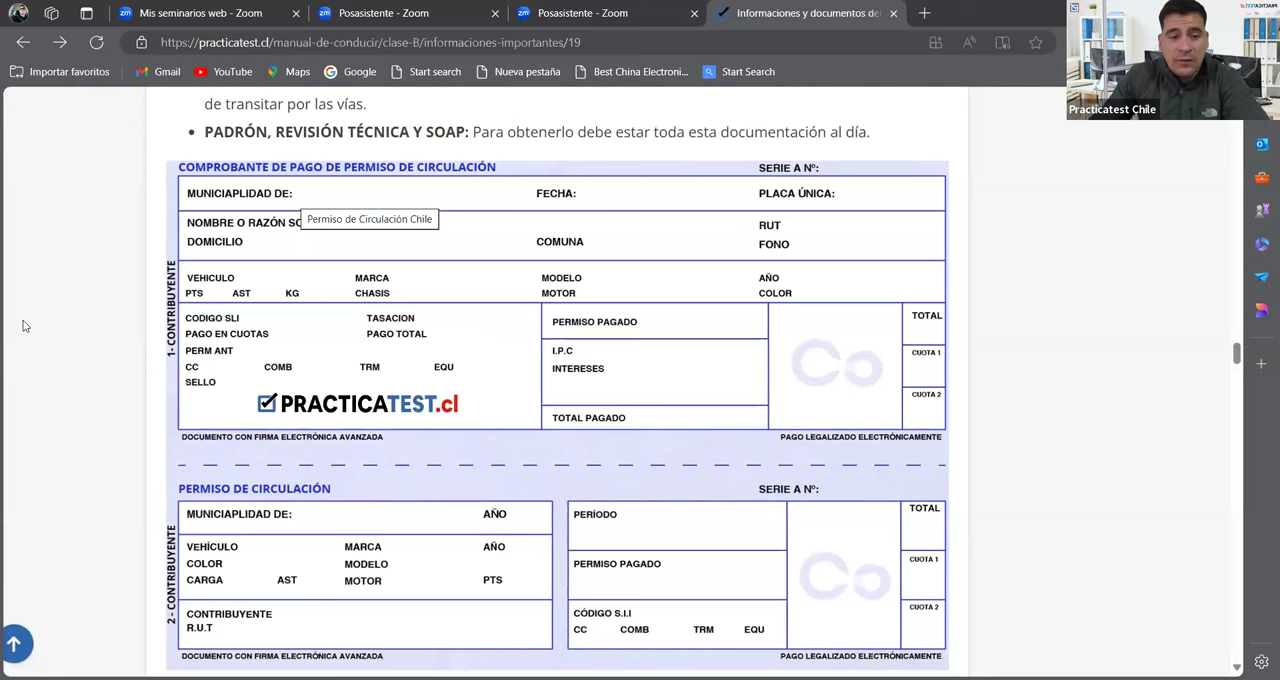 Mis seminarios web - Zoom
Posasistente - Zoom
Posasistente - Zoom
Informaciones y documentos del
https://practicatest.cl/manual-de-conducir/clase-B/informaciones-importantes/19
Importar favoritos
Gmail
YouTube
Maps
Google
Start search
Nueva pestaña
Best China Electroni...
Start Search
Practicatest Chile
de transitar por las vías.
• PADRÓN, REVISIÓN TÉCNICA Y SOAP: Para obtenerlo debe estar toda esta documentación al día.
COMPROBANTE DE PAGO DE PERMISO DE CIRCULACIÓN SERIE A Nº:
MUNICIAPLIDAD DE: FECHA: PLACA ÚNICA:
NOMBRE O RAZÓN SO RUT
Permiso de Circulación Chile
DOMICILIO COMUNA FONO
VEHICULO MARCA MODELO AÑO
PTS AST KG CHASIS MOTOR COLOR
1- CONTRIBUYENTE
CODIGO SLI TASACION
PAGO EN CUOTAS PAGO TOTAL
PERM ANT
CC COMB TRM EQU
SELLO
PRACTICATEST.cl
PERMISO PAGADO
I.P.C
INTERESES
TOTAL PAGADO
Co
TOTAL
CUOTA 1
CUOTA 2
DOCUMENTO CON FIRMA ELECTRÓNICA AVANZADA PAGO LEGALIZADO ELECTRÓNICAMENTE
PERMISO DE CIRCULACIÓN SERIE A Nº:
MUNICIAPLIDAD DE: AÑO
VEHÍCULO MARCA AÑO
COLOR MODELO
CARGA AST MOTOR PTS
2 - CONTRIBUYENTE
CONTRIBUYENTE
R.U.T
PERÍODO
PERMISO PAGADO
CÓDIGO S.I.I
CC COMB TRM EQU
Co
TOTAL
CUOTA 1
CUOTA 2
DOCUMENTO CON FIRMA ELECTRÓNICA AVANZADA PAGO LEGALIZADO ELECTRÓNICAMENTE